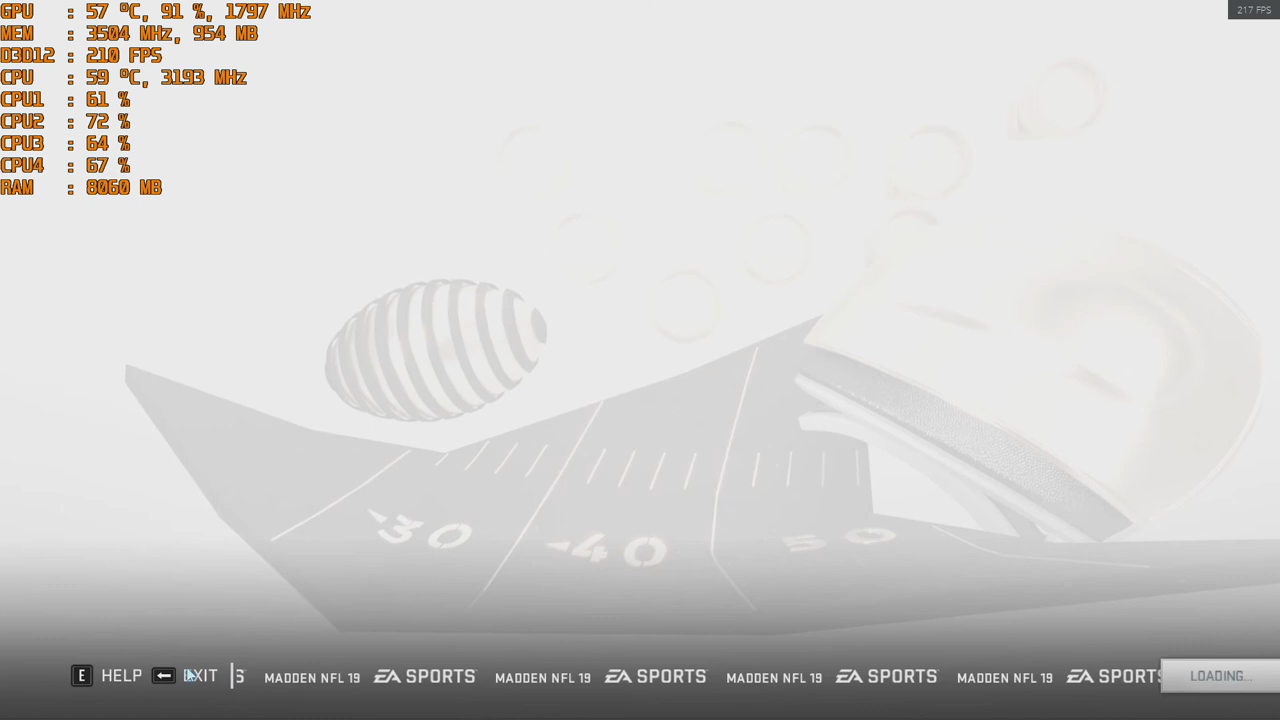 GPU : 57 ºC, 91 %, 1797 MHz
217 FPS
MEM : 3504 MHz, 954 MB
D3D12 : 210 FPS
CPU : 59 ºC, 3193 MHz
CPU1 : 61 %
CPU2 : 72 %
CPU3 : 64 %
CPU4 : 67 %
RAM : 8060 MB
30 40 50
E HELP EXIT S MADDEN NFL 19 EA SPORTS MADDEN NFL 19 EA SPORTS MADDEN NFL 19 EA SPORTS MADDEN NFL 19 EA SPORTS LOADING...